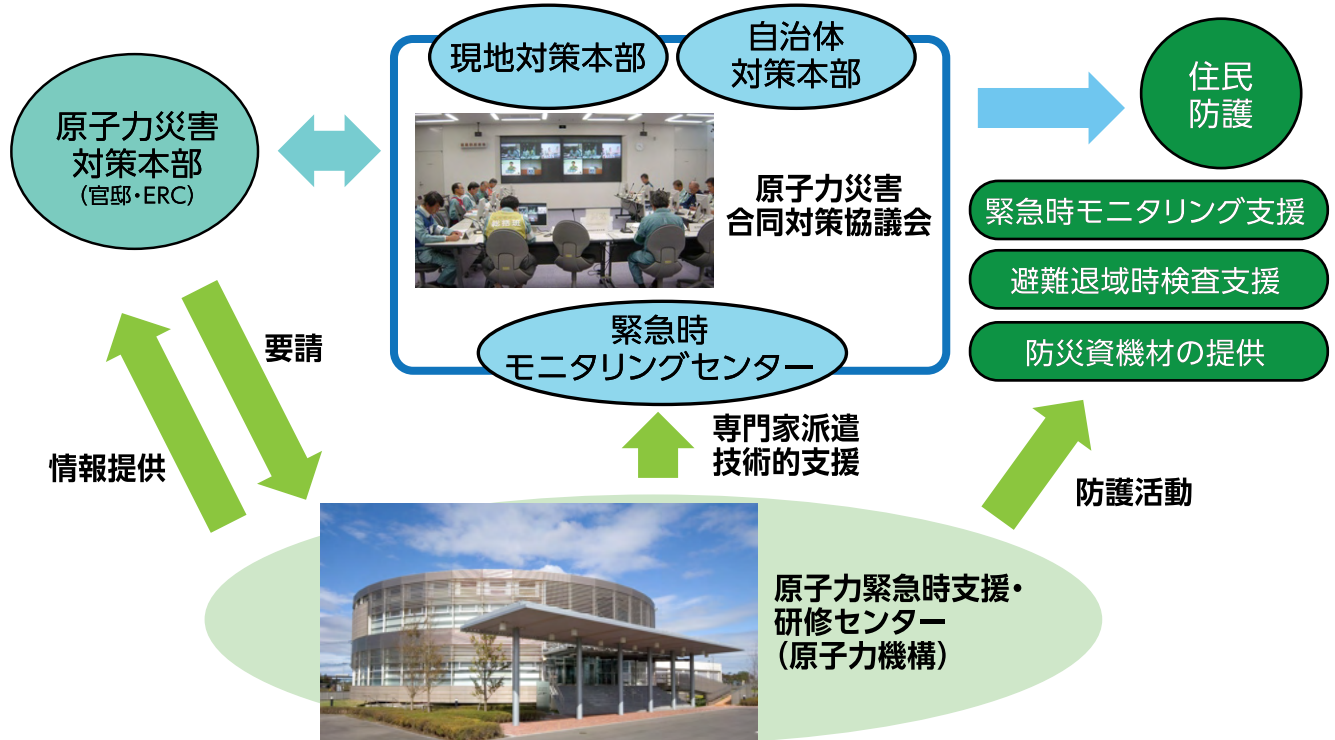 現地対策本部
自治体
対策本部
住民
防護
原子力災害
対策本部
(官邸・ERC)
原子力災害
合同対策協議会
緊急時モニタリング支援
避難退域時検査支援
防災資機材の提供
緊急時
モニタリングセンター
要請
情報提供
専門家派遣
技術的支援
防護活動
原子力緊急時支援・
研修センター
(原子力機構)